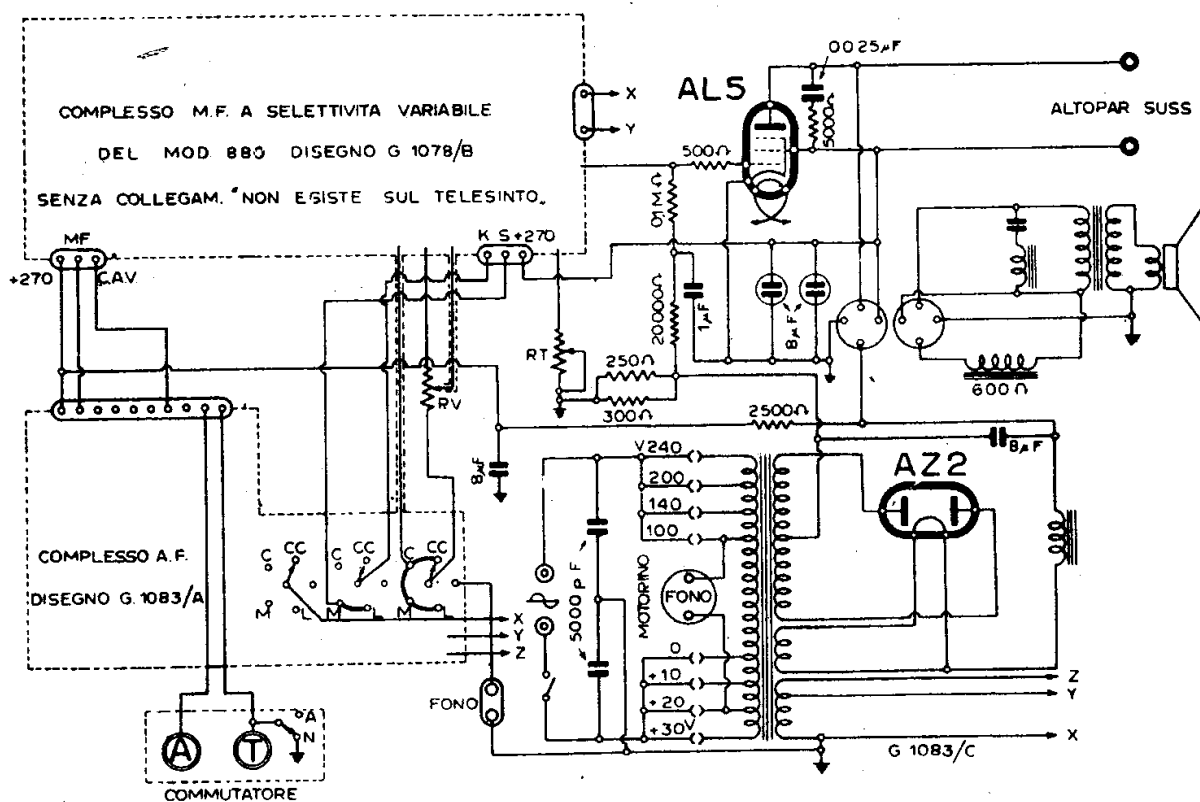 COMPLESSO M.F. A SELETTIVITA VARIABILE
DEL MOD 880 DISEGNO G 1078/B
SENZA COLLEGAM. "NON ESISTE SUL TELESINTO.
X
Y
AL5
0025µF
5000Ω
ALTOPAR SUSS
500Ω
0,1MΩ
MF
+270
C.AV.
K S +270
20000Ω
1µF
8µF
RT
RV
250Ω
300Ω
600Ω
2500Ω
8µF
8µF
AZ2
V240
200
140
100
MOTORINO
FONO
5000PF
0
+10
+20
+30V
COMPLESSO A.F.
DISEGNO G.1083/A
C CC
M L
C CC
M L
C CC
M
X
Y
Z
FONO
Z
Y
X
G 1083/C
A
T
A
N
COMMUTATORE